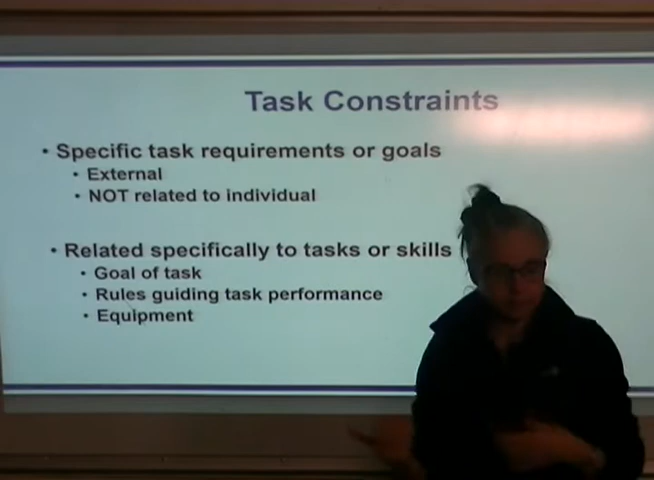 Task Constraints
• Specific task requirements or goals
• External
• NOT related to individual
• Related specifically to tasks or skills
• Goal of task
• Rules guiding task performance
• Equipment